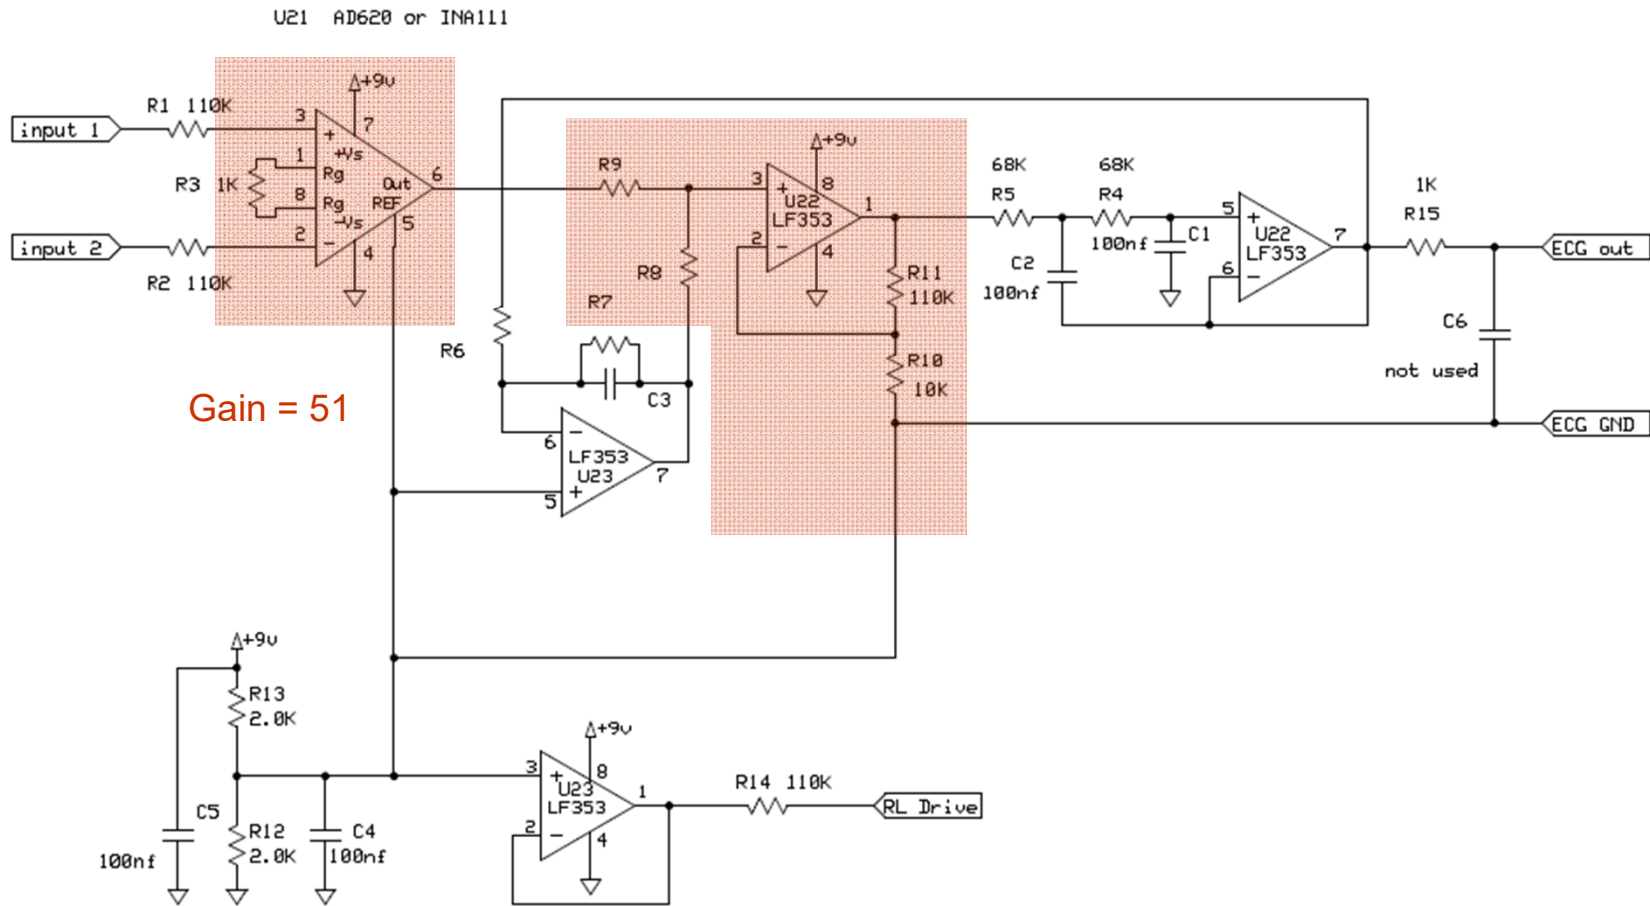 U21 AD620 or INA111
+9v
R1 110K
input 1
3
7
+
+Vs
1
Rg
R3 1K
8
Rg
Out
REF
6
5
-Vs
input 2
2
-
4
R2 110K
R9
+9v
3
+
8
U22
LF353
1
2
-
4
R8
R11
110K
R10
10K
68K
R5
68K
R4
C1
100nf
C2
100nf
5
+
U22
LF353
7
6
-
1K
R15
ECG out
C6
not used
ECG GND
R6
R7
C3
Gain = 51
6
-
LF353
U23
7
5
+
+9v
R13
2.0K
C5
100nf
R12
2.0K
C4
100nf
+9v
3
+
8
U23
LF353
1
2
-
4
R14 110K
RL Drive